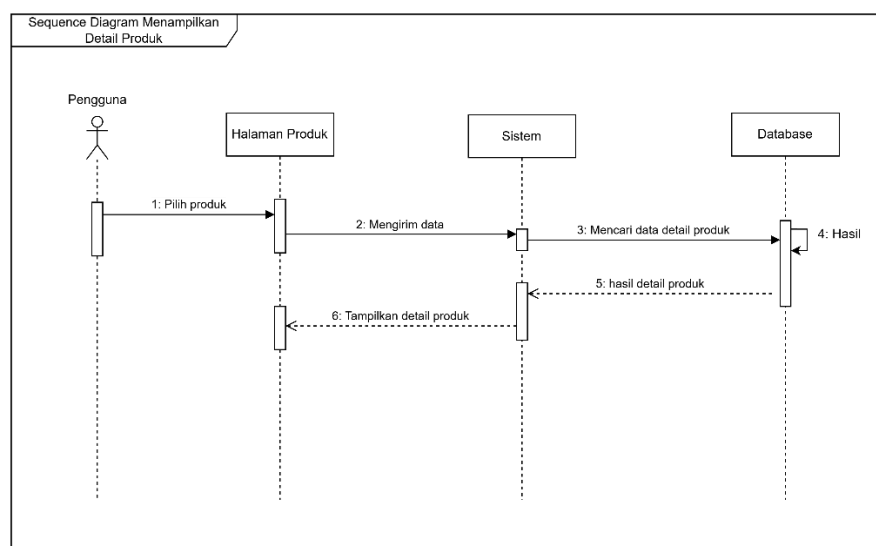 Sequence Diagram Menampilkan
Detail Produk
Pengguna
Halaman Produk
Sistem
Database
1: Pilih produk
2: Mengirim data
3: Mencari data detail produk
4: Hasil
5: hasil detail produk
6: Tampilkan detail produk